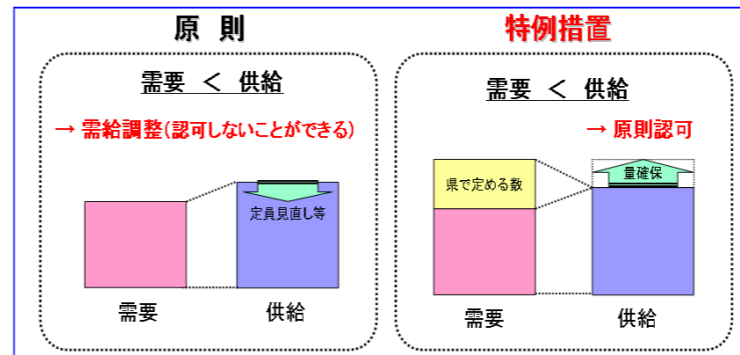 原 則
需要 ＜ 供給
→ 需給調整(認可しないことができる)
定員見直し等
需要
供給
特例措置
需要 ＜ 供給
→ 原則認可
県で定める数
量確保
需要
供給